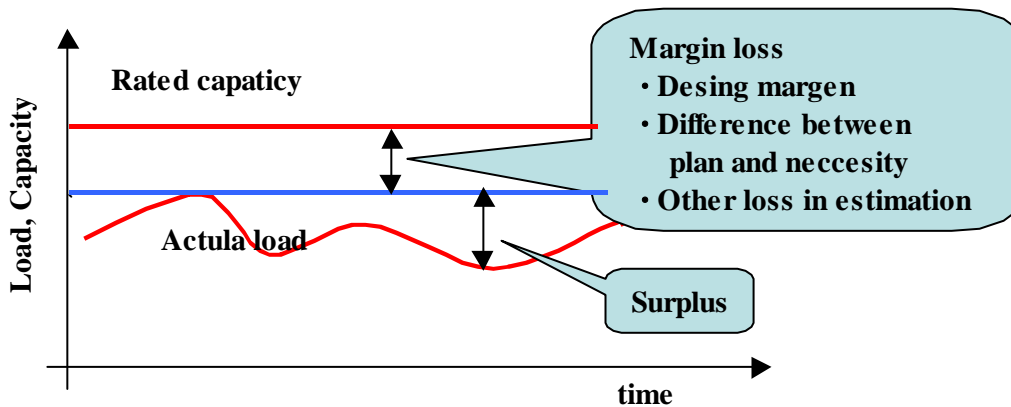 Margin loss
・Desing margen
・Difference between
plan and neccesity
・Other loss in estimation
Rated capaticy
Load, Capacity
Actula load
Surplus
time